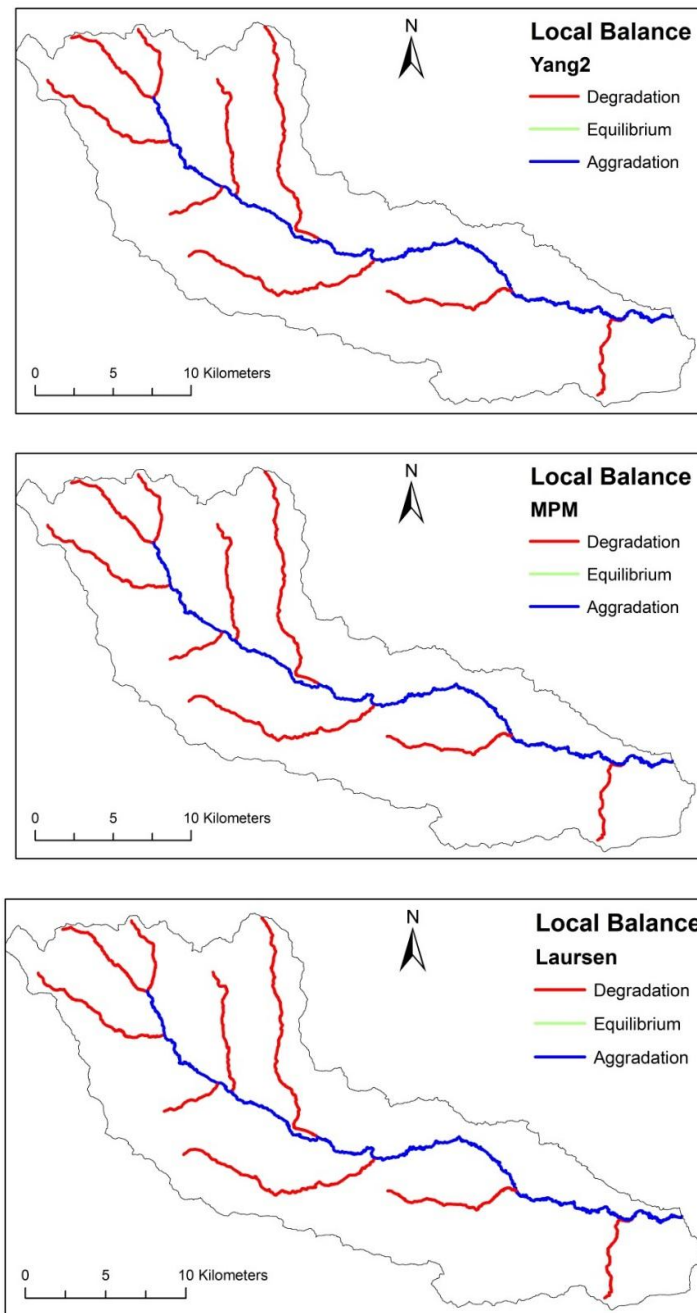 Local Balance
Yang2
N
Degradation
Equilibrium
Aggradation
0 5 10 Kilometers
Local Balance
MPM
N
Degradation
Equilibrium
Aggradation
0 5 10 Kilometers
Local Balance
Laursen
N
Degradation
Equilibrium
Aggradation
0 5 10 Kilometers